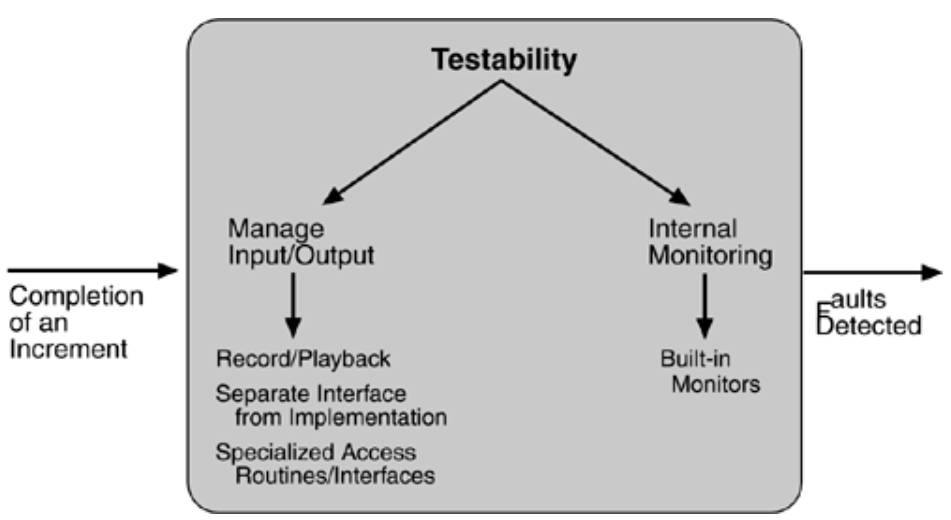 Testability
Manage
Input/Output
Internal
Monitoring
Completion
of an
Increment
Faults
Detected
Record/Playback
Separate Interface
from Implementation
Specialized Access
Routines/Interfaces
Built-in
Monitors